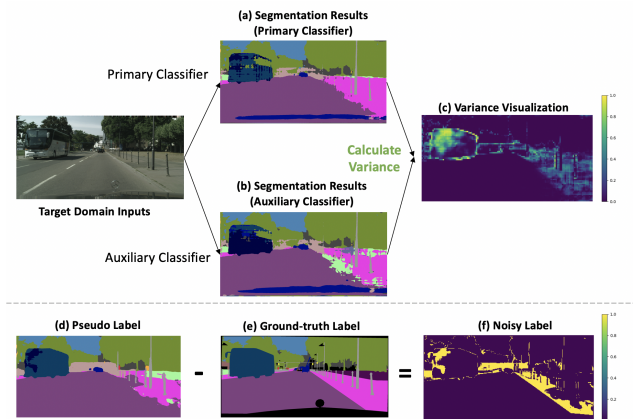 (a) Segmentation Results
(Primary Classifier)
Primary Classifier
(c) Variance Visualization
1.0
0.8
0.6
0.4
0.2
0.0
Calculate
Variance
Target Domain Inputs
(b) Segmentation Results
(Auxiliary Classifier)
Auxiliary Classifier
(d) Pseudo Label
-
(e) Ground-truth Label
=
(f) Noisy Label
1.0
0.8
0.6
0.4
0.2
0.0